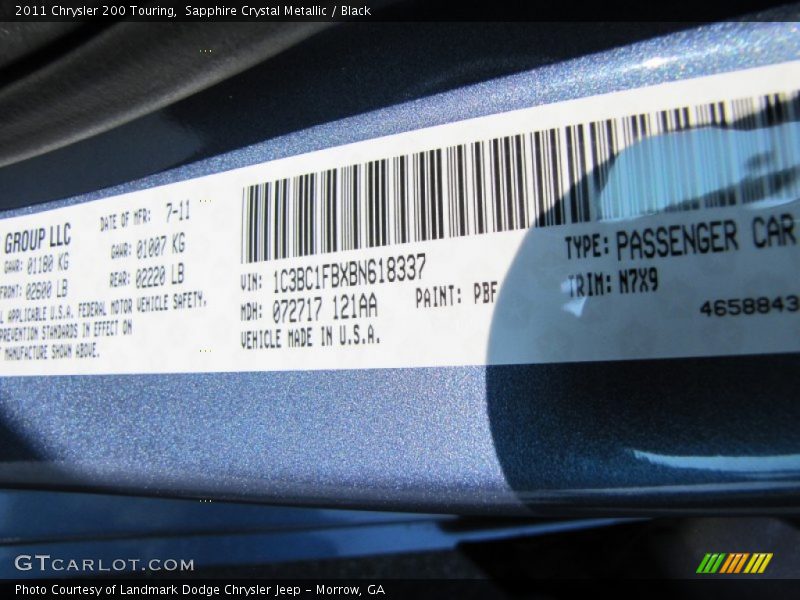 2011 Chrysler 200 Touring,  Sapphire Crystal Metallic / Black
GROUP LLC
DATE OF MFR: 7-11
GAWR: 01180 KG
GAWR: 01007 KG
FRONT: 02600 LB
REAR: 02220 LB
APPLICABLE U.S.A. FEDERAL MOTOR VEHICLE SAFETY,
PREVENTION STANDARDS IN EFFECT ON
MANUFACTURE SHOWN ABOVE.
VIN: 1C3BC1FBXBN618337
MDH: 072717 121AA
PAINT: PBF
VEHICLE MADE IN U.S.A.
TYPE: PASSENGER CAR
TRIM: N7X9
4658843
GTCARLOT.COM
Photo Courtesy of Landmark Dodge Chrysler Jeep – Morrow, GA